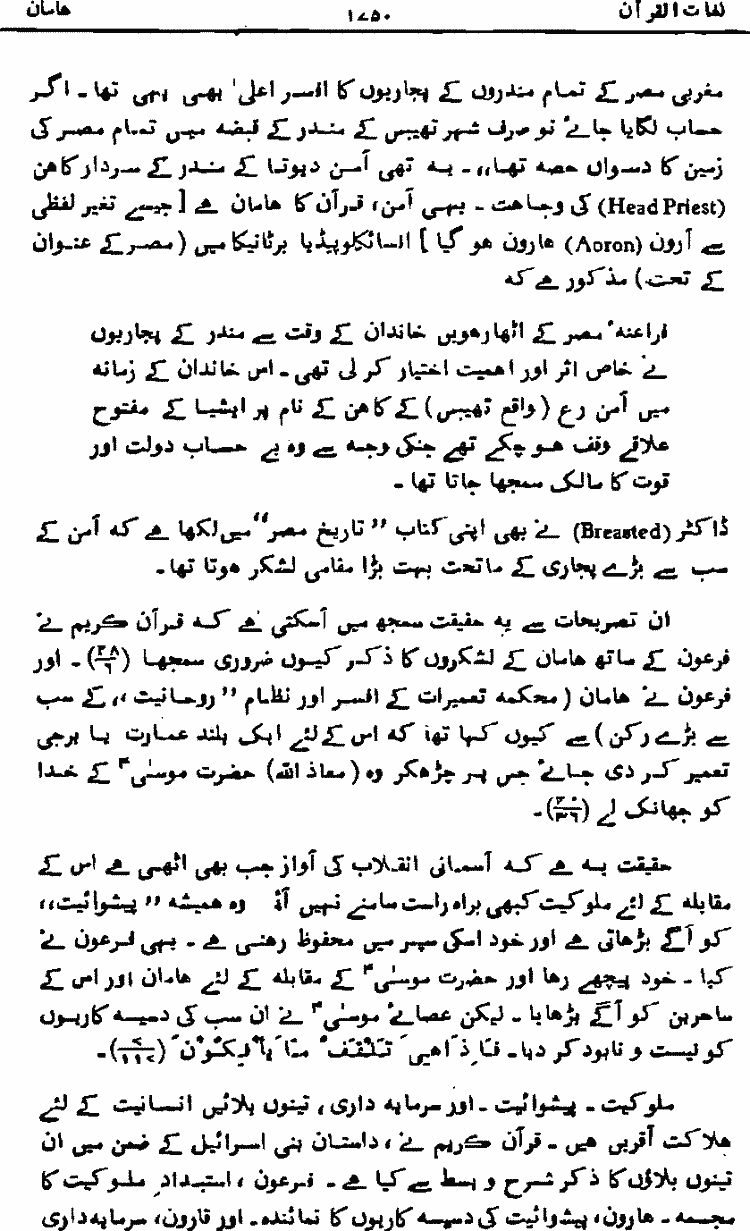 لغات القرآن ۱۷۵۰ ھامان
مغربی مصر کے تمام مندروں کے پجاریوں کا افسر اعلیٰ بھی یہی تھا ۔ اگر
حساب لگایا جائے تو صرف شہر تھیبس کے مندر کے قبضہ میں تمام مصر کی
زمین کا دسواں حصہ تھا،، ۔ یہ تھی آمن دیوتا کے مندر کے سردار کاھن
(Head Priest) کی وجاھت ۔ یہی آمن، قرآن کا ھامان ہے [ جیسے تغیر لفظی
سے آرون (Aoron) ھارون ھو گیا ] انسائکلوپیڈیا برٹانیکا میں (مصر کے عنوان
کے تحت) مذکور ہے کہ
فراعنہٴ مصر کے اٹھارھویں خاندان کے وقت سے مندر کے پجاریوں
نے خاص اثر اور اھمیت اختیار کر لی تھی ۔ اس خاندان کے زمانہ
میں آمن رع (واقع تھیبس) کے کاھن کے نام پر ایشیا کے مفتوح
علاقے وقف ھو چکے تھے جنکی وجہ سے وہ بے حساب دولت اور
قوت کا مالک سمجھا جاتا تھا ۔
ڈاکٹر (Breasted) نے بھی اپنی کتاب ’’ تاریخ مصر‘‘ میں لکھا ہے کہ آمن کے
سب سے بڑے پجاری کے ماتحت بہت بڑا مقامی لشکر ھوتا تھا ۔
ان تصریحات سے یہ حقیقت سمجھ میں آسکتی ہے کہ قرآن کریم نے
فرعون کے ساتھ ھامان کے لشکروں کا ذکر کیوں ضروری سمجھا (۲۸/۶) ۔ اور
فرعون نے ھامان (محکمہ تعمیرات کے افسر اور نظام ’’ روحانیت ،، کے سب
سے بڑے رکن) سے کیوں کہا تھا کہ اس کے لئے ایک بلند عمارت یا برجی
تعمیر کر دی جائے جس پر چڑھکر وہ (معاذ اللہ) حضرت موسیٰؑ کے خدا
کو جھانک لے (۴۰/۳۶) ۔
حقیقت یہ ہے کہ آسمانی انقلاب کی آواز جب بھی اٹھی ہے اس کے
مقابلہ کے لئے ملوکیت کبھی براہ راست سامنے نہیں آئی وہ ھمیشہ ’’ پیشوائیت،،
کو آگے بڑھاتی ہے اور خود اسکی سپر میں محفوظ رھتی ہے ۔ یہی فرعون نے
کیا ۔ خود پیچھے رھا اور حضرت موسیٰؑ کے مقابلہ کے لئے ھامان اور اس کے
ساحرین کو آگے بڑھایا ۔ لیکن عصائے موسیٰؑ نے ان سب کی دسیسہ کاریوں
کو نیست و نابود کر دیا ۔ فَاِذَا ھِیَ تَلْقَفُ مَا یَاْفِکُوْنَ (۷/۱۱۷) ۔
ملوکیت ۔ پیشوائیت ۔ اور سرمایہ داری، تینوں بلائیں انسانیت کے لئے
ھلاکت آفریں ھیں ۔ قرآن کریم نے، داستان بنی اسرائیل کے ضمن میں ان
تینوں بلاؤں کا ذکر شرح و بسط سے کیا ہے ۔ فرعون ، استبداد ملوکیت کا
مجسمہ ۔ ھارون، پیشوائیت کی دسیسہ کاریوں کا نمائندہ ۔ اور قارون، سرمایہ داری